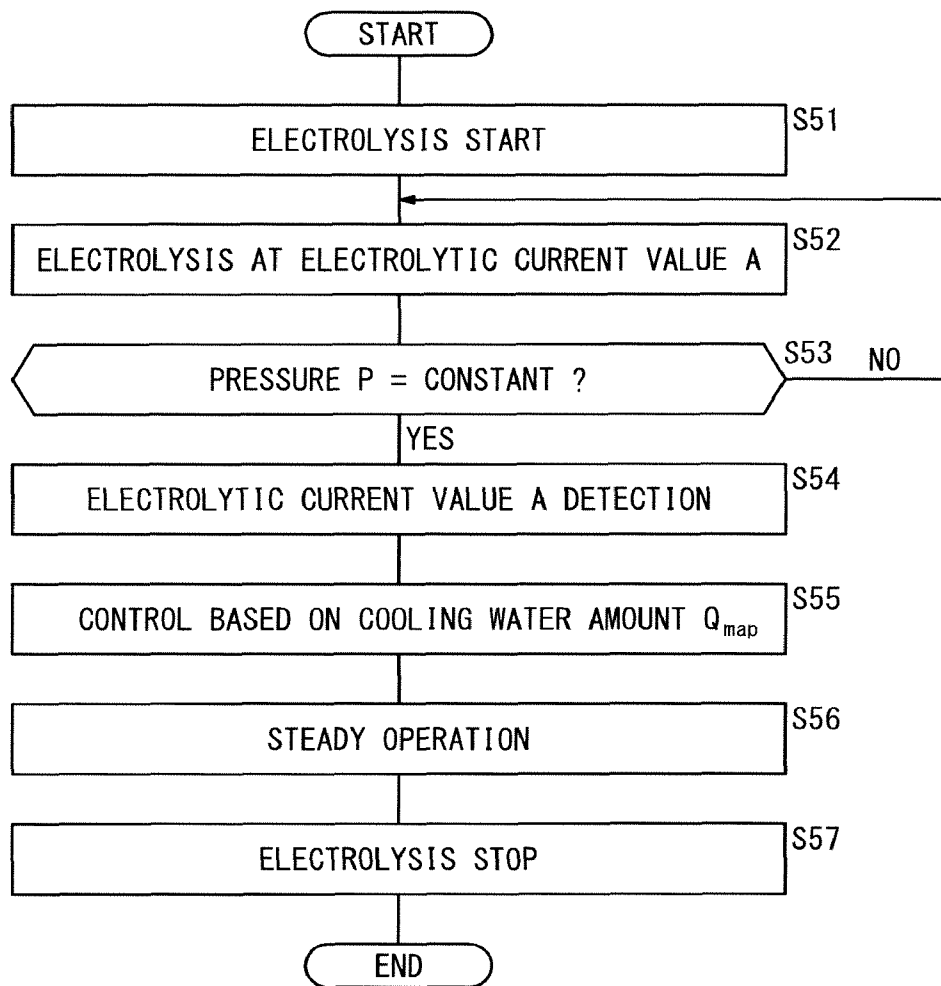 START
S51
ELECTROLYSIS START
S52
ELECTROLYSIS AT ELECTROLYTIC CURRENT VALUE A
S53
NO
PRESSURE P = CONSTANT ?
YES
S54
ELECTROLYTIC CURRENT VALUE A DETECTION
S55
CONTROL BASED ON COOLING WATER AMOUNT Qmap
S56
STEADY OPERATION
S57
ELECTROLYSIS STOP
END